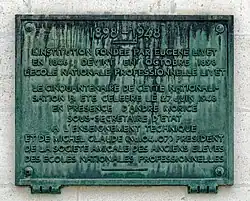 1898-1948
L'INSTITUTION FONDÉE PAR EUGÈNE LIVET
EN 1846, DEVINT EN OCTOBRE 1898
L'ÉCOLE NATIONALE PROFESSIONNELLE LIVET
LE CINQUANTENAIRE DE CETTE NATIONALI-
SATION A ÉTÉ CÉLÉBRÉ LE 27 JUIN 1948
EN PRÉSENCE D'ANDRÉ MORICE
SOUS-SECRÉTAIRE D'ÉTAT
À L'ENSEIGNEMENT TECHNIQUE
ET DE MICHEL CLAUDE PRÉSIDENT
DE LA SOCIÉTÉ AMICALE DES ANCIENS ÉLÈVES
DES ÉCOLES NATIONALES PROFESSIONNELLES